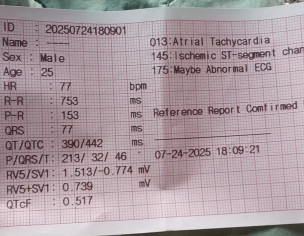 ID : 20250724180901
Name : ----
Sex : Male
Age : 25
HR : 77 bpm
R-R : 753 ms
P-R : 153 ms
QRS : 77 ms
QT/QTC : 390/442 ms
P/QRS/T: 213/ 32/ 46 °
RV5/SV1: 1.513/-0.774 mV
RV5+SV1: 0.739 mV
QTcF : 0.517
013:Atrial Tachycardia
145:Ischemic ST-segment chan
175:Maybe Abnormal ECG
Reference Report Comfirmed
07-24-2025 18:09:21